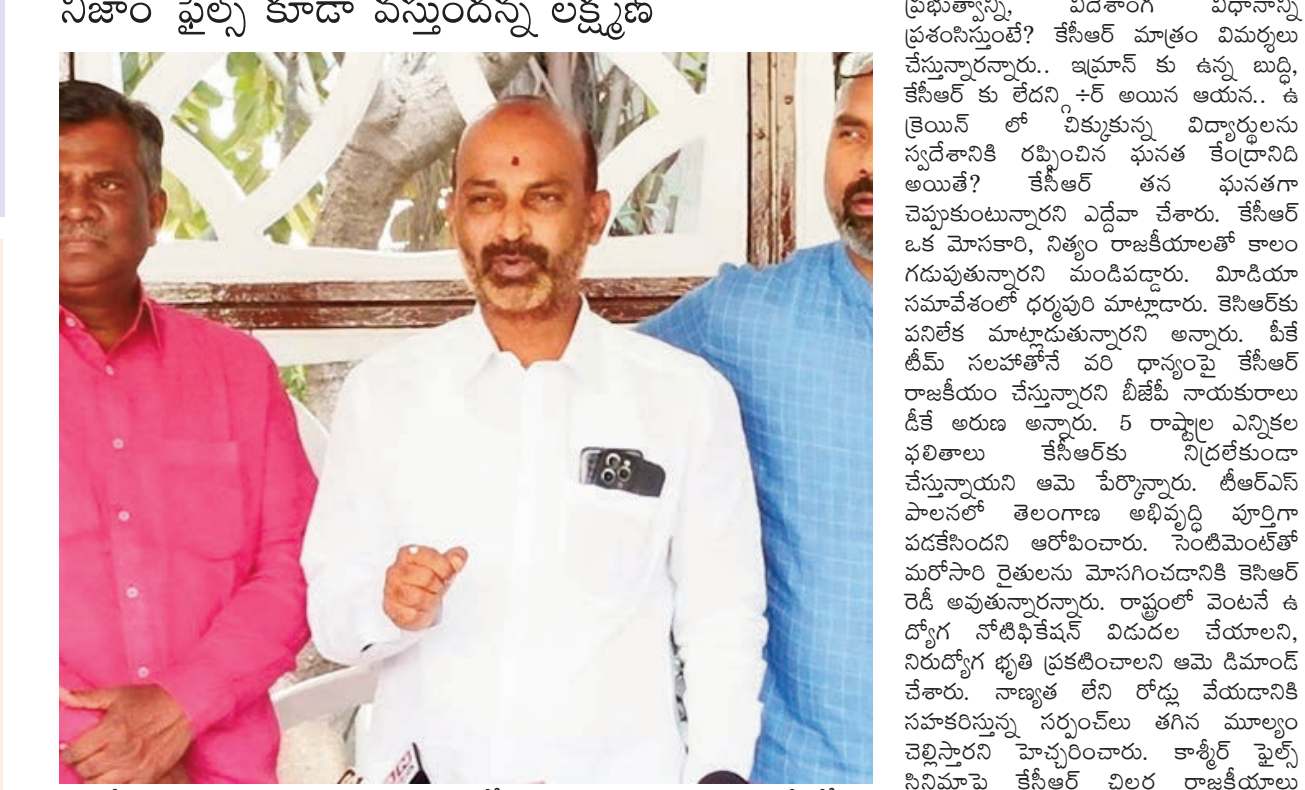 నిజాం ఫైల్స్ కూడా వస్తుందన్న లక్ష్మణ్
ప్రభుత్వాన్ని, విదేశాంగ విధానాన్ని
ప్రశంసిస్తుంటే? కేసీఆర్ మాత్రం విమర్శలు
చేస్తున్నారన్నారు.. ఇమ్రాన్ కు ఉన్న బుద్ధి,
కేసీఆర్ కు లేదన్ని ÷ర్ అయిన ఆయన.. ఉ
క్రెయిన్ లో చిక్కుకున్న విద్యార్థులను
స్వదేశానికి రప్పించిన ఘనత కేంద్రానిది
అయితే? కేసీఆర్ తన ఘనతగా
చెప్పుకుంటున్నారని ఎద్దేవా చేశారు. కేసీఆర్
ఒక మోసకారి, నిత్యం రాజకీయాలతో కాలం
గడుపుతున్నారని మండిపడ్డారు. మీడియా
సమావేశంలో ధర్మపురి మాట్లాడారు. కెసిఆర్‌కు
పనిలేక మాట్లాడుతున్నారని అన్నారు. పీకే
టీమ్ సలహాతోనే వరి ధాన్యంపై కేసీఆర్
రాజకీయం చేస్తున్నారని బీజేపీ నాయకురాలు
డీకే అరుణ అన్నారు. 5 రాష్ట్రాల ఎన్నికల
ఫలితాలు కేసీఆర్‌కు నిద్రలేకుండా
చేస్తున్నాయని ఆమె పేర్కొన్నారు. టీఆర్ఎస్
పాలనలో తెలంగాణ అభివృద్ధి పూర్తిగా
పడకేసిందని ఆరోపించారు. సెంటిమెంట్‌తో
మరోసారి రైతులను మోసగించడానికి కెసిఆర్
రెడీ అవుతున్నారన్నారు. రాష్ట్రంలో వెంటనే ఉ
ద్యోగ నోటిఫికేషన్ విడుదల చేయాలని,
నిరుద్యోగ భృతి ప్రకటించాలని ఆమె డిమాండ్
చేశారు. నాణ్యత లేని రోడ్లు వేయడానికి
సహకరిస్తున్న సర్పంచ్‌లు తగిన మూల్యం
చెల్లిస్తారని హెచ్చరించారు. కాశ్మీర్ ఫైల్స్
సినిమాపై కేసీఆర్ చిల్లర రాజకీయాలు